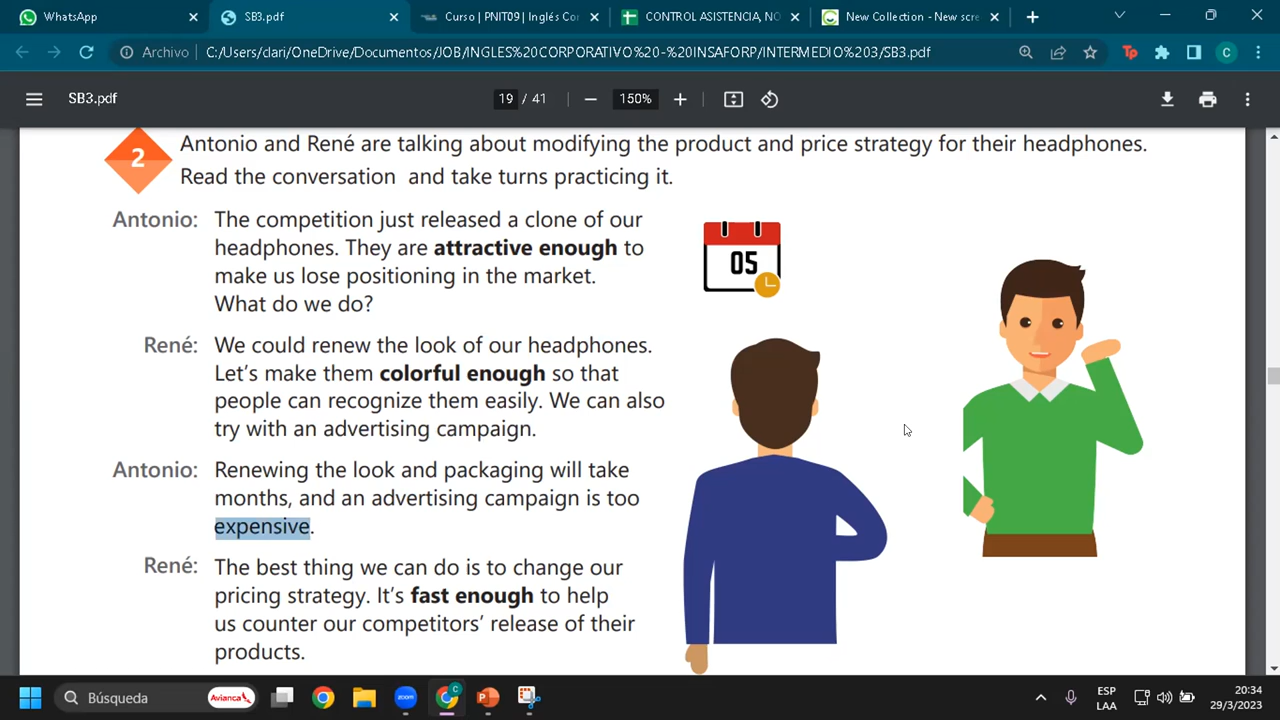 WhatsApp
SB3.pdf
Curso | PNIT09 | Inglés Co
CONTROL ASISTENCIA, NO
New Collection - New scre
Archivo
C:/Users/clari/OneDrive/Documentos/JOB/INGLES%20CORPORATIVO%20-%20INSAFORP/INTERMEDIO%203/SB3.pdf
Tp
C
SB3.pdf
19 / 41
150%
2
Antonio and René are talking about modifying the product and price strategy for their headphones.
Read the conversation and take turns practicing it.
Antonio: The competition just released a clone of our
headphones. They are attractive enough to
make us lose positioning in the market.
What do we do?
05
René: We could renew the look of our headphones.
Let's make them colorful enough so that
people can recognize them easily. We can also
try with an advertising campaign.
Antonio: Renewing the look and packaging will take
months, and an advertising campaign is too
expensive.
René: The best thing we can do is to change our
pricing strategy. It's fast enough to help
us counter our competitors' release of their
products.
Búsqueda
Avianca
zoom
C
ESP
LAA
20:34
29/3/2023